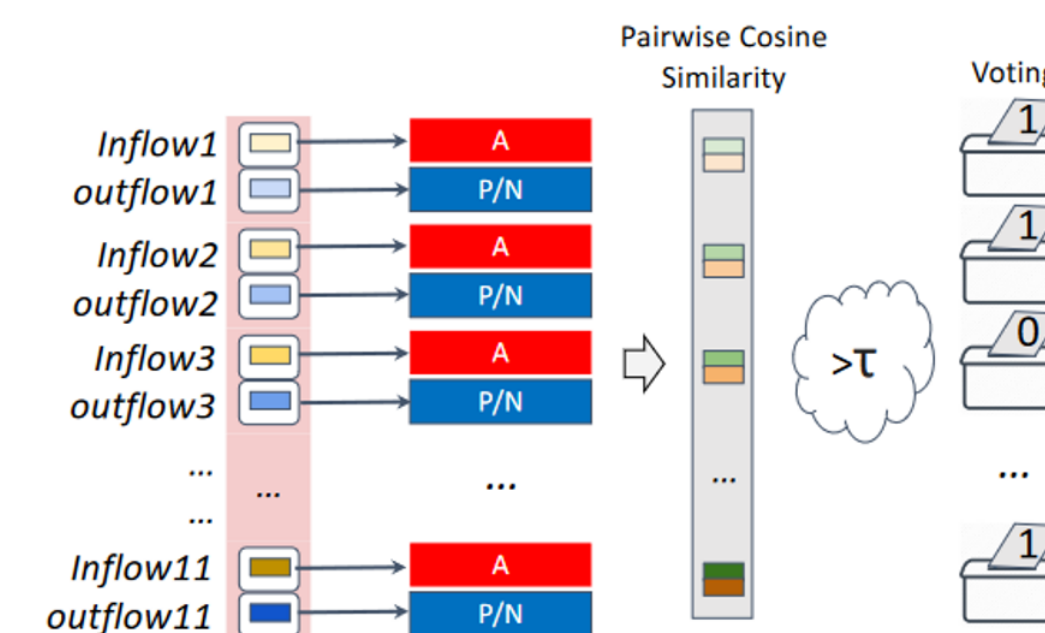 Pairwise Cosine
Similarity
Voting
Inflow1
A
1
outflow1
P/N
Inflow2
A
1
outflow2
P/N
Inflow3
A
>τ
0
outflow3
P/N
...
...
...
...
...
...
Inflow11
A
1
outflow11
P/N